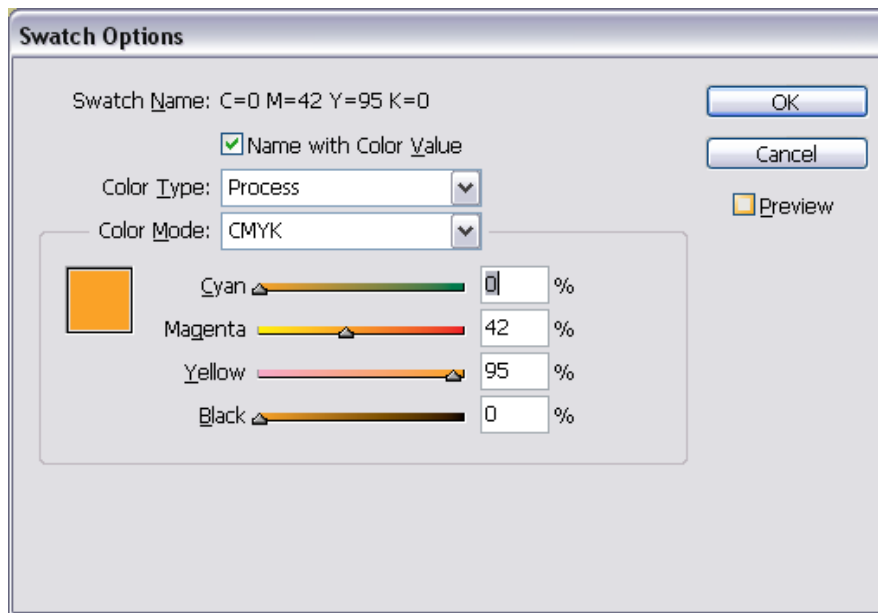 Swatch Options
Swatch Name: C=0 M=42 Y=95 K=0
OK
Name with Color Value
Cancel
Color Type: Process
Preview
Color Mode: CMYK
Cyan 0 %
Magenta 42 %
Yellow 95 %
Black 0 %